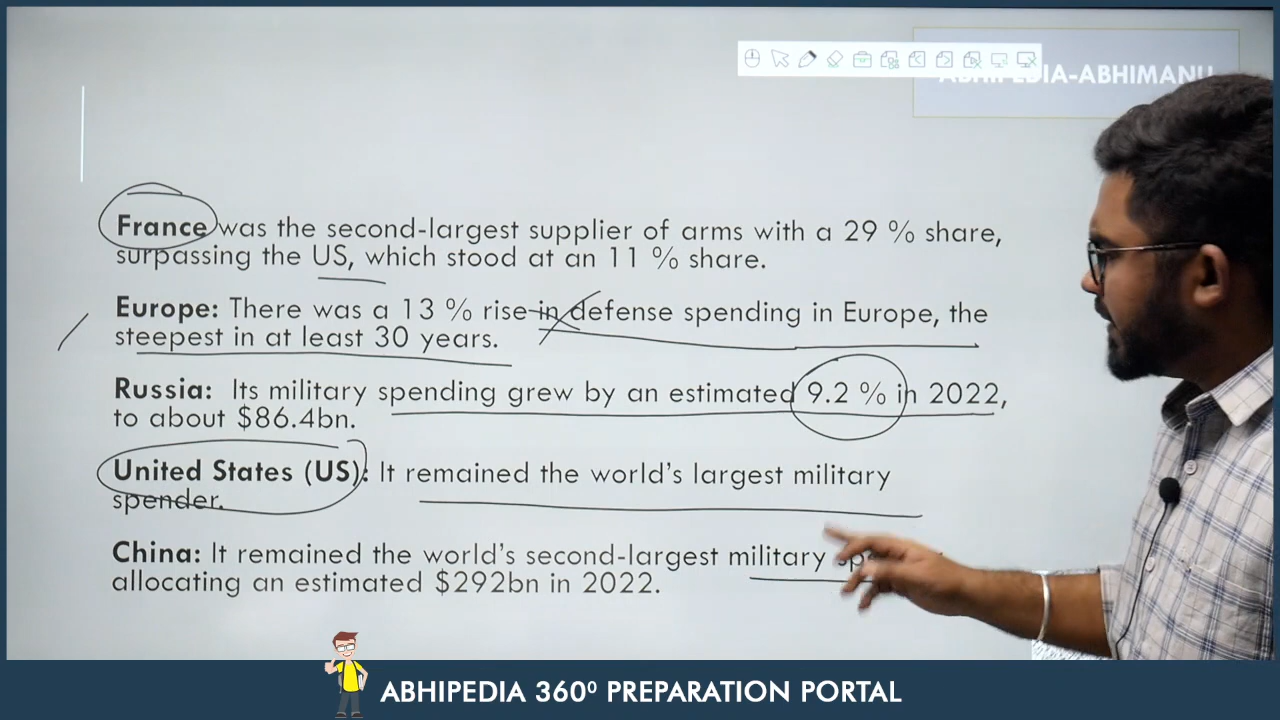 ABHIPEDIA-ABHIMANU
France was the second-largest supplier of arms with a 29 % share,
surpassing the US, which stood at an 11 % share.
Europe: There was a 13 % rise in defense spending in Europe, the
steepest in at least 30 years.
Russia: Its military spending grew by an estimated 9.2 % in 2022,
to about $86.4bn.
United States (US): It remained the world's largest military
spender.
China: It remained the world's second-largest military
allocating an estimated $292bn in 2022.
ABHIPEDIA 360⁰ PREPARATION PORTAL